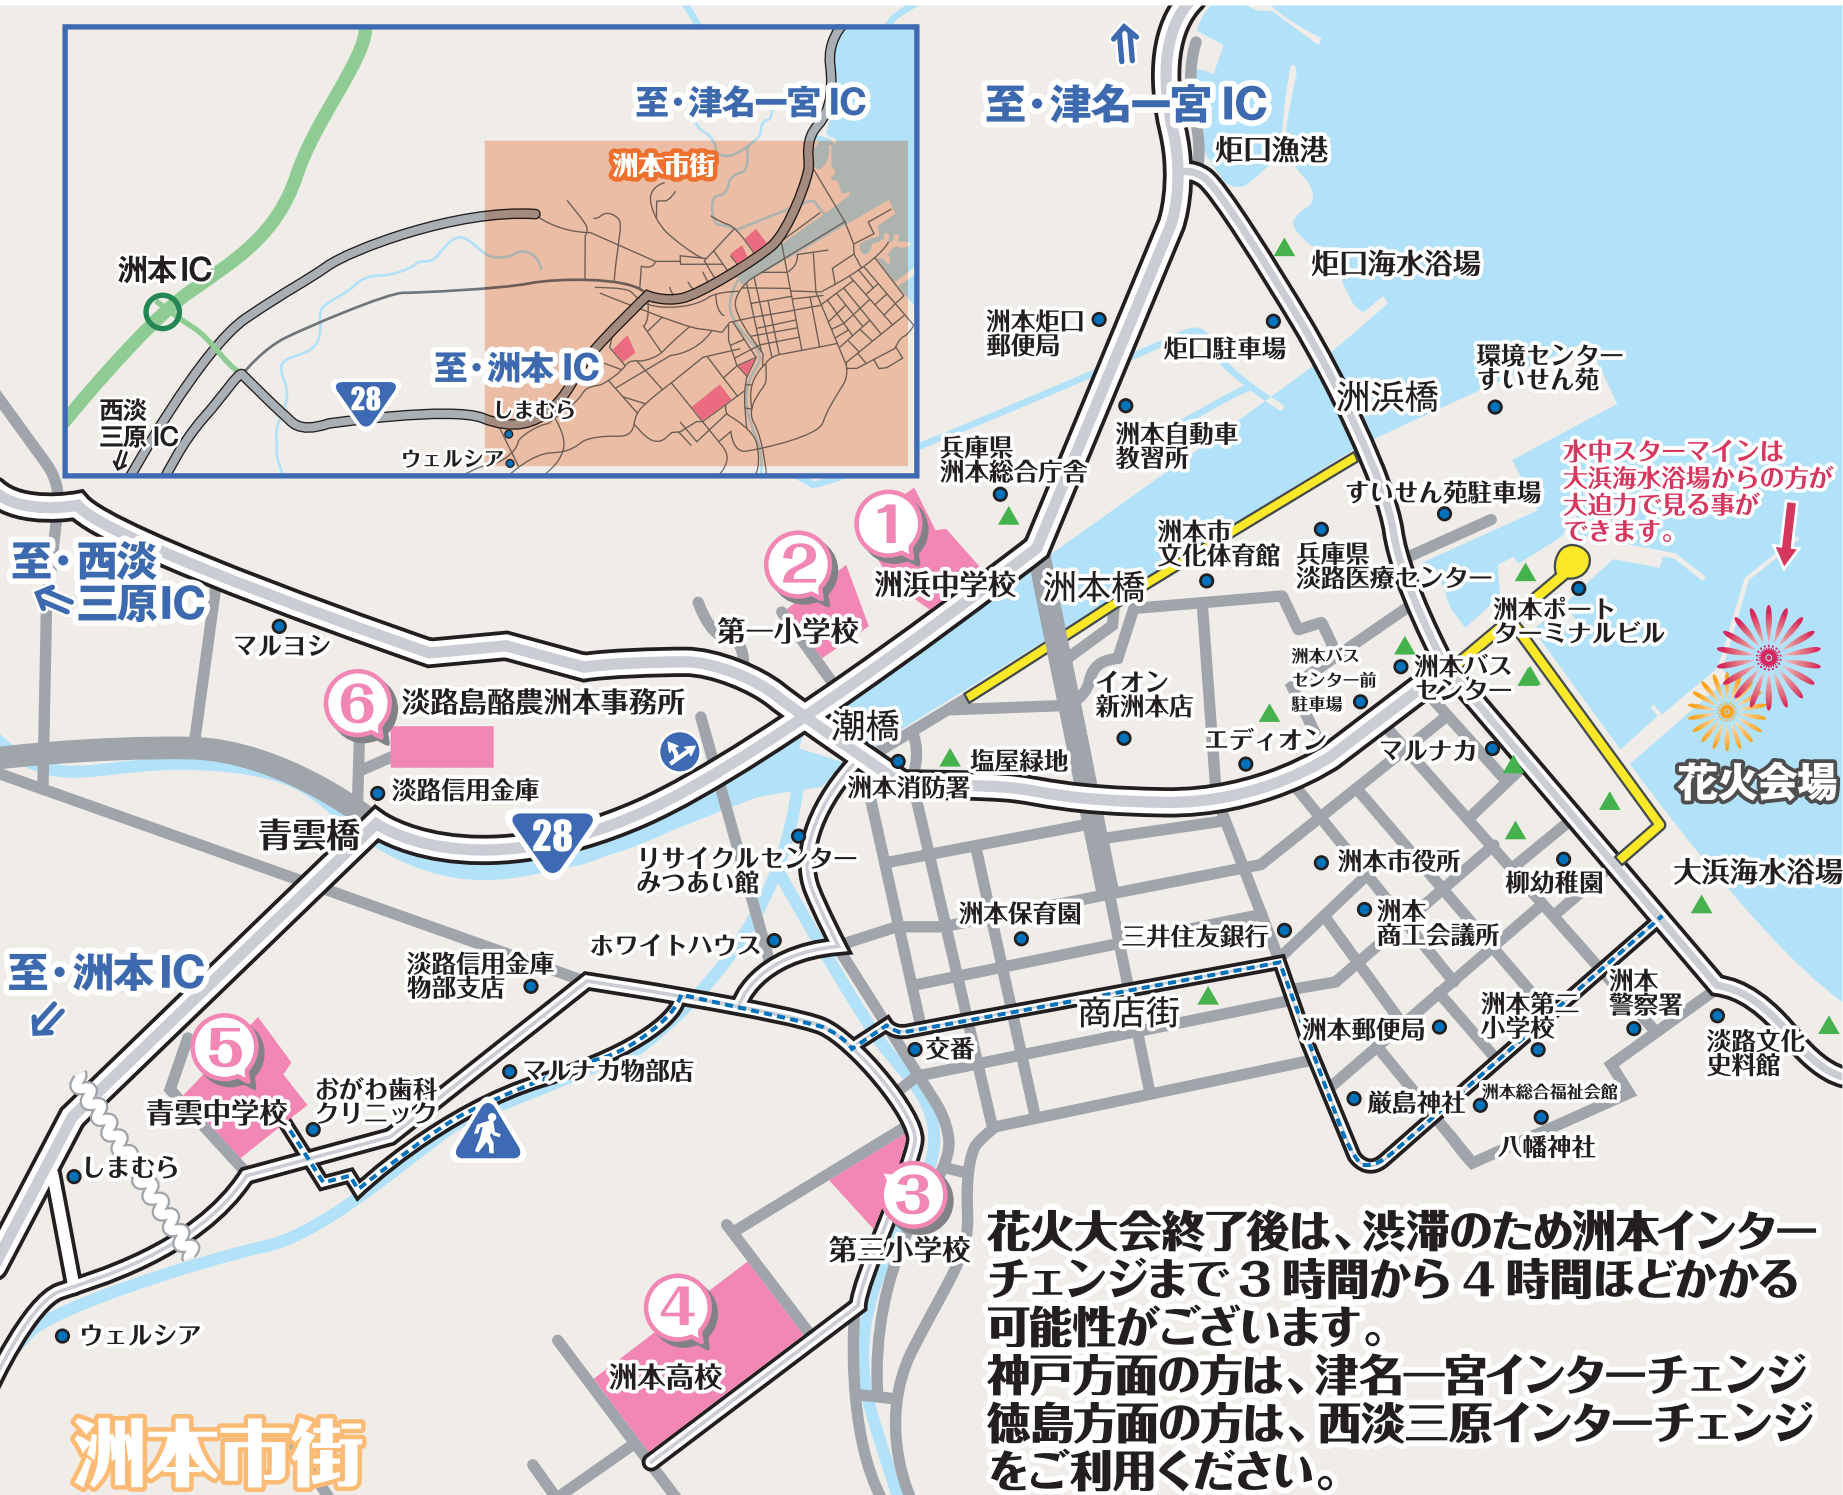 至・津名一宮 IC
洲本市街
洲本 IC
至・洲本 IC
28
西淡
三原 IC
しまむら
ウェルシア
至・津名一宮 IC
炬口漁港
炬口海水浴場
洲本炬口
郵便局
炬口駐車場
洲浜橋
環境センター
すいせん苑
洲本自動車
教習所
兵庫県
洲本総合庁舎
水中スターマインは
大浜海水浴場からの方が
大迫力で見る事が
できます。
すいせん苑駐車場
1
2
洲浜中学校
洲本橋
洲本市
文化体育館
兵庫県
淡路医療センター
至・西淡
三原 IC
洲本ポート
ターミナルビル
第一小学校
マルヨシ
洲本バス
センター前
駐車場
洲本バス
センター
イオン
新洲本店
6
淡路島酪農洲本事務所
潮橋
エディオン
マルナカ
塩屋緑地
洲本消防署
花火会場
淡路信用金庫
青雲橋
28
リサイクルセンター
みつあい館
洲本市役所
柳幼稚園
大浜海水浴場
洲本保育園
三井住友銀行
洲本
商工会議所
ホワイトハウス
淡路信用金庫
物部支店
至・洲本 IC
商店街
洲本
警察署
洲本第二
小学校
洲本郵便局
淡路文化
史料館
交番
5
マルナカ物部店
おがわ歯科
クリニック
青雲中学校
厳島神社
洲本総合福祉会館
八幡神社
しまむら
3
第三小学校
4
洲本高校
ウェルシア
洲本市街
花火大会終了後は、渋滞のため洲本インター
チェンジまで 3 時間から 4 時間ほどかかる
可能性がございます。
神戸方面の方は、津名一宮インターチェンジ
徳島方面の方は、西淡三原インターチェンジ
をご利用ください。